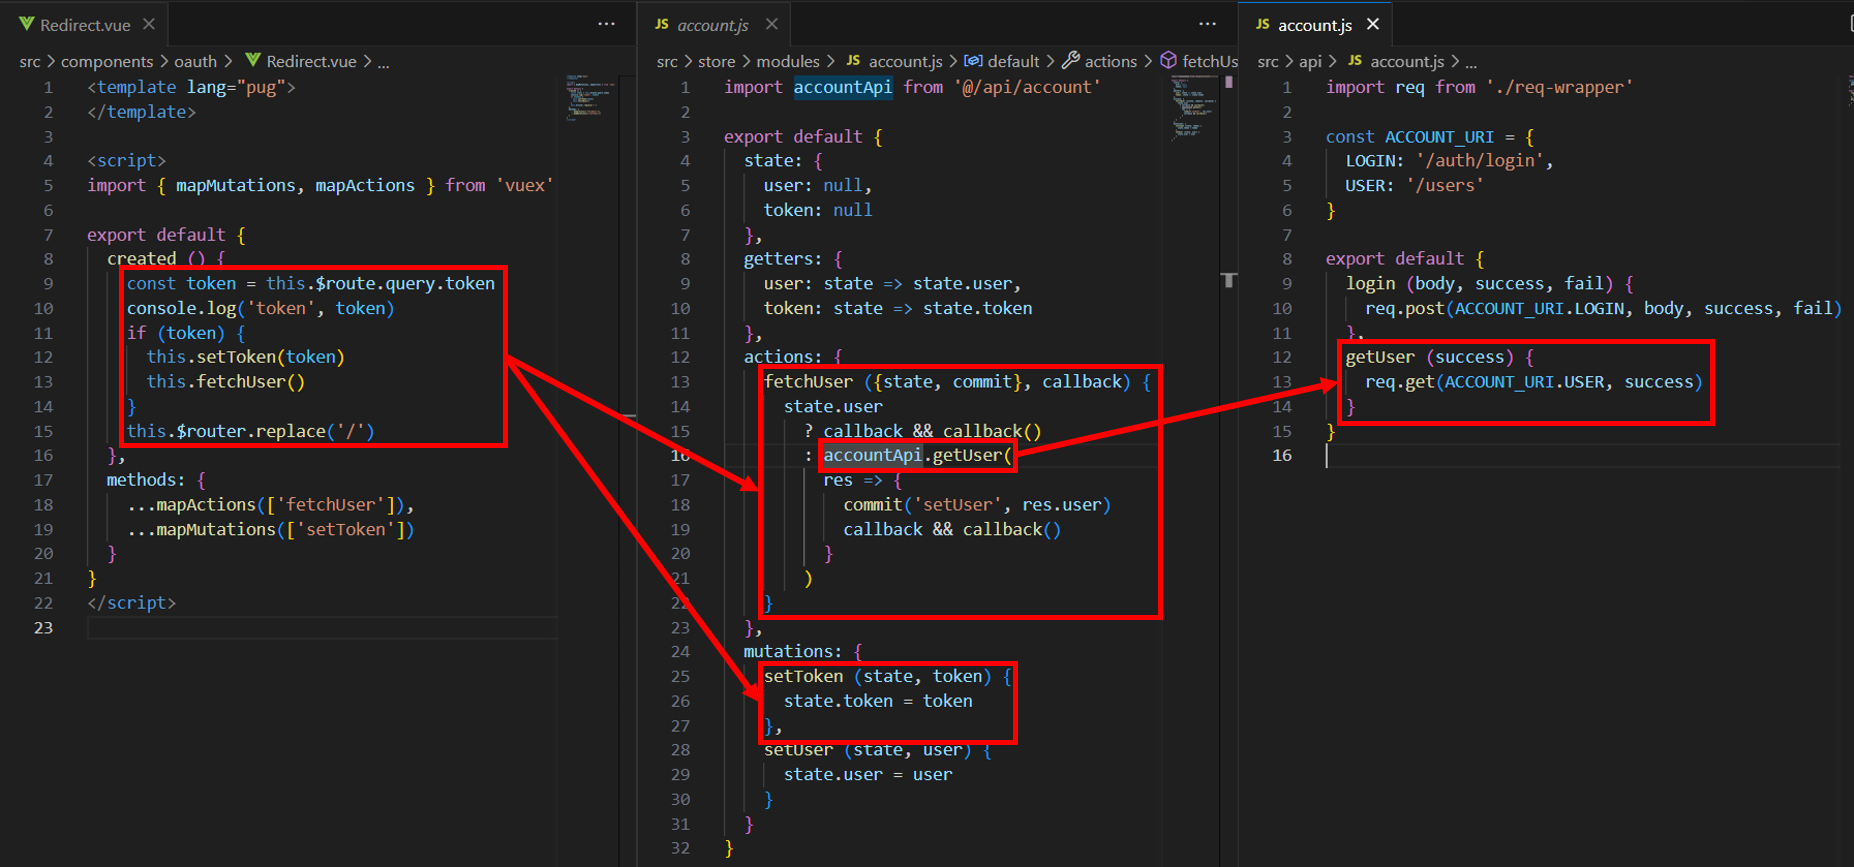 Redirect.vue
src > components > oauth > Redirect.vue > ...
1 <template lang="pug">
2 </template>
3
4 <script>
5 import { mapMutations, mapActions } from 'vuex'
6
7 export default {
8 created () {
9 const token = this.$route.query.token
10 console.log('token', token)
11 if (token) {
12 this.setToken(token)
13 this.fetchUser()
14 }
15 this.$router.replace('/')
16 },
17 methods: {
18 ...mapActions(['fetchUser']),
19 ...mapMutations(['setToken'])
20 }
21 }
22 </script>
23
JS account.js
src > store > modules > JS account.js > default > actions > fetchUs
1 import accountApi from '@/api/account'
2
3 export default {
4 state: {
5 user: null,
6 token: null
7 },
8 getters: {
9 user: state => state.user,
10 token: state => state.token
11 },
12 actions: {
13 fetchUser ({state, commit}, callback) {
14 state.user
15 ? callback && callback()
16 : accountApi.getUser(
17 res => {
18 commit('setUser', res.user)
19 callback && callback()
20 }
21 )
22 }
23 },
24 mutations: {
25 setToken (state, token) {
26 state.token = token
27 },
28 setUser (state, user) {
29 state.user = user
30 }
31 }
32 }
JS account.js
src > api > JS account.js > ...
1 import req from './req-wrapper'
2
3 const ACCOUNT_URI = {
4 LOGIN: '/auth/login',
5 USER: '/users'
6 }
7
8 export default {
9 login (body, success, fail) {
10 req.post(ACCOUNT_URI.LOGIN, body, success, fail)
11 },
12 getUser (success) {
13 req.get(ACCOUNT_URI.USER, success)
14 }
15 }
16